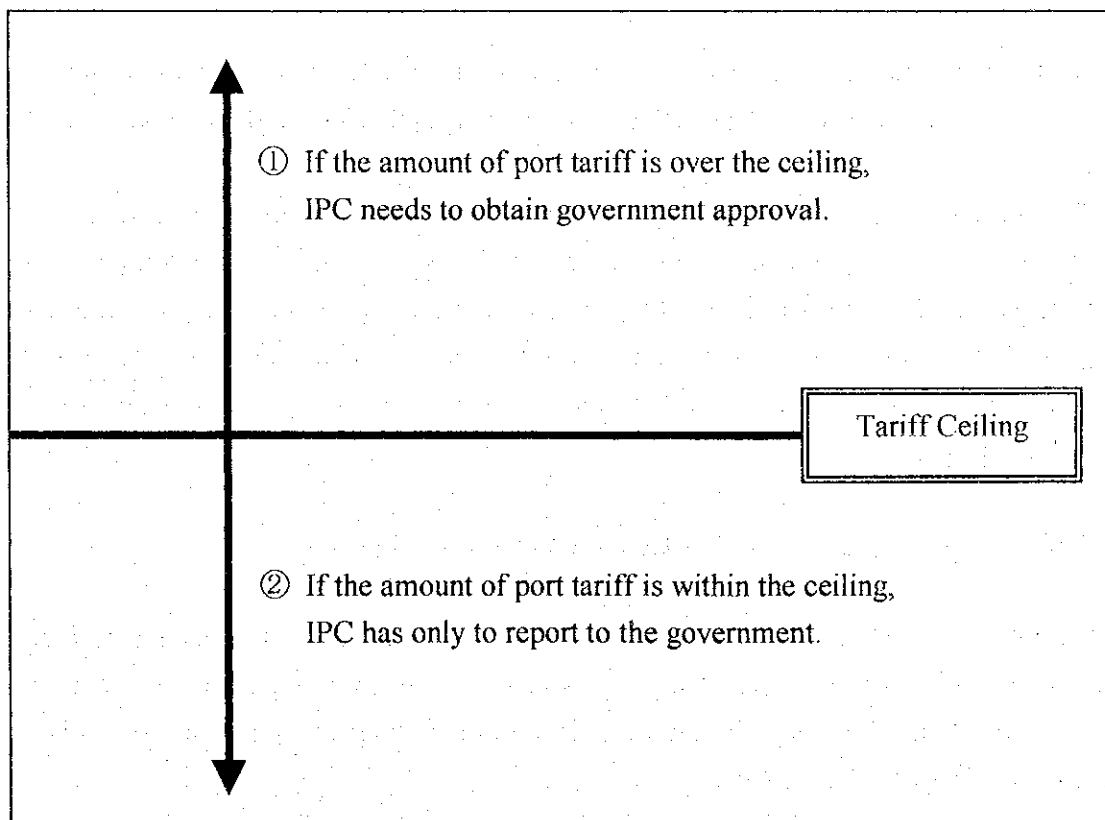 ① If the amount of port tariff is over the ceiling,
IPC needs to obtain government approval.
Tariff Ceiling
② If the amount of port tariff is within the ceiling,
IPC has only to report to the government.